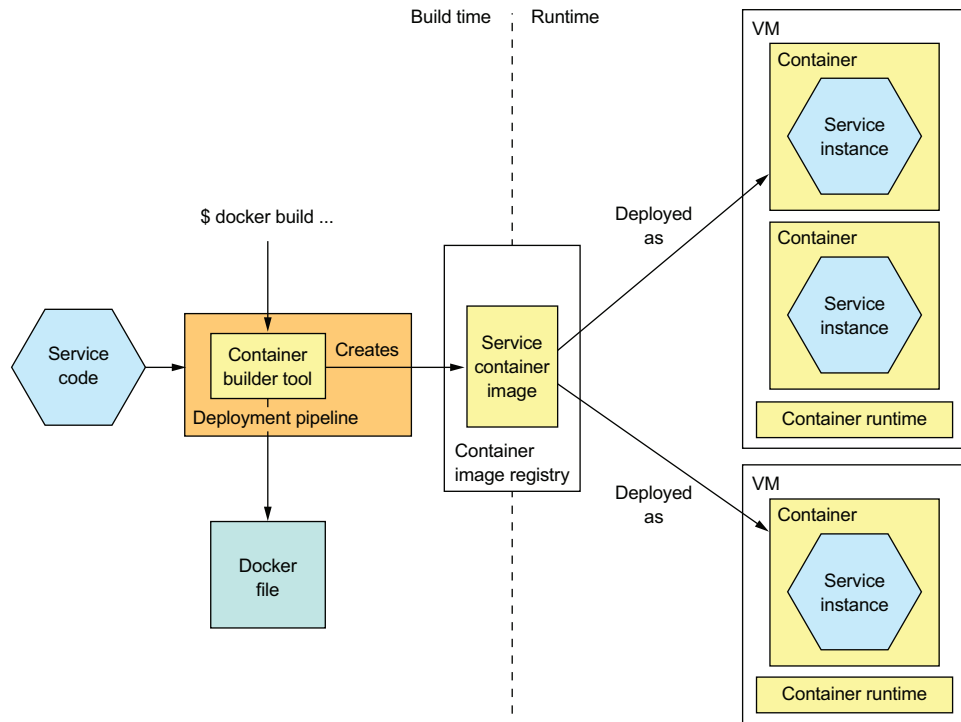 Build time
Runtime
$ docker build ...
Service
code
Container
builder tool
Creates
Deployment pipeline
Docker
file
Service
container
image
Container
image registry
Deployed
as
Deployed
as
VM
Container
Service
instance
Container
Service
instance
Container runtime
VM
Container
Service
instance
Container runtime